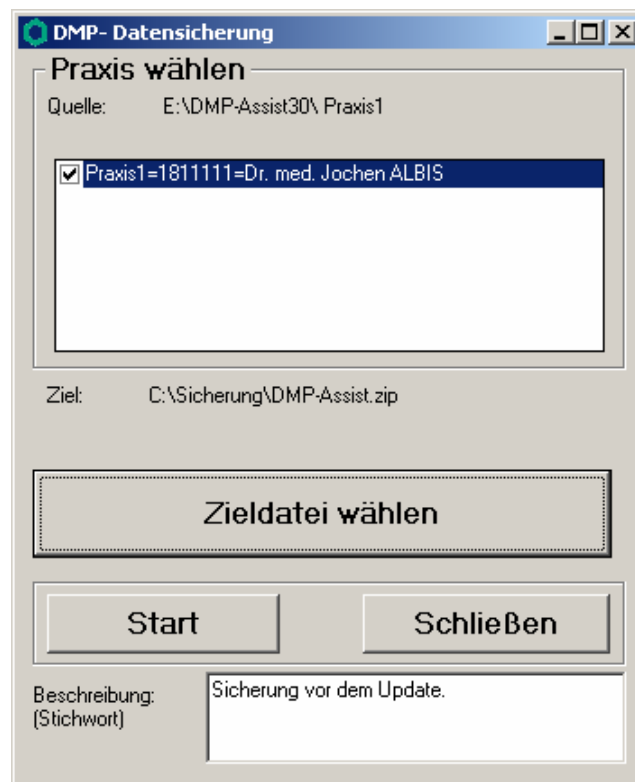 DMP- Datensicherung
Praxis wählen
Quelle: E:\DMP-Assist30\ Praxis1
Praxis1=1811111=Dr. med. Jochen ALBIS
Ziel: C:\Sicherung\DMP-Assist.zip
Zieldatei wählen
Start Schließen
Beschreibung: Sicherung vor dem Update.
(Stichwort)